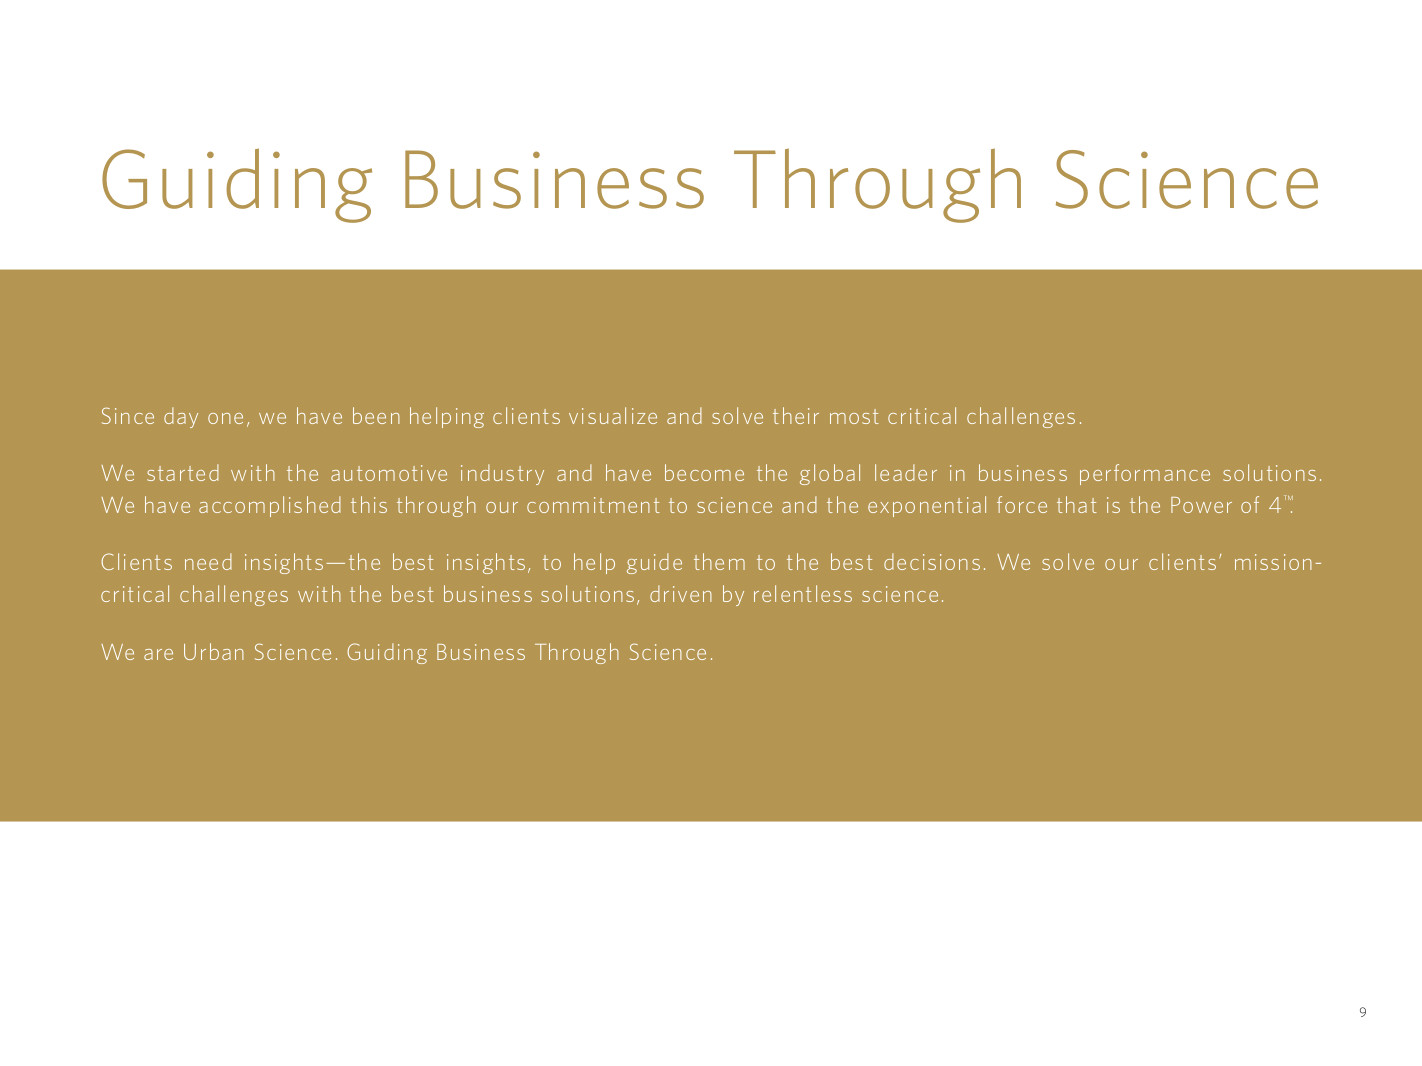 Guiding Business Through Science
Since day one, we have been helping clients visualize and solve their most critical challenges.
We started with the automotive industry and have become the global leader in business performance solutions.
We have accomplished this through our commitment to science and the exponential force that is the Power of 4™.
Clients need insights—the best insights, to help guide them to the best decisions. We solve our clients’ mission-
critical challenges with the best business solutions, driven by relentless science.
We are Urban Science. Guiding Business Through Science.
9